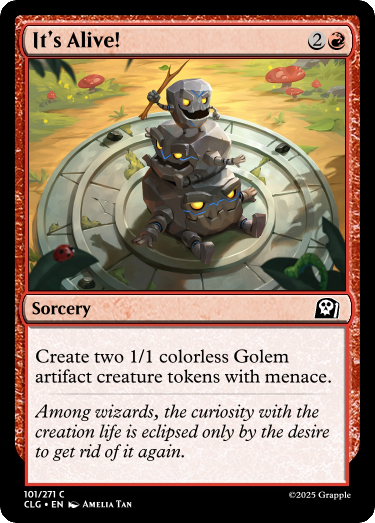 It's Alive!
2
Sorcery
Create two 1/1 colorless Golem
artifact creature tokens with menace.
Among wizards, the curiosity with the
creation life is eclipsed only by the desire
to get rid of it again.
101/271 C
CLG • EN Amelia Tan
©2025 Grapple